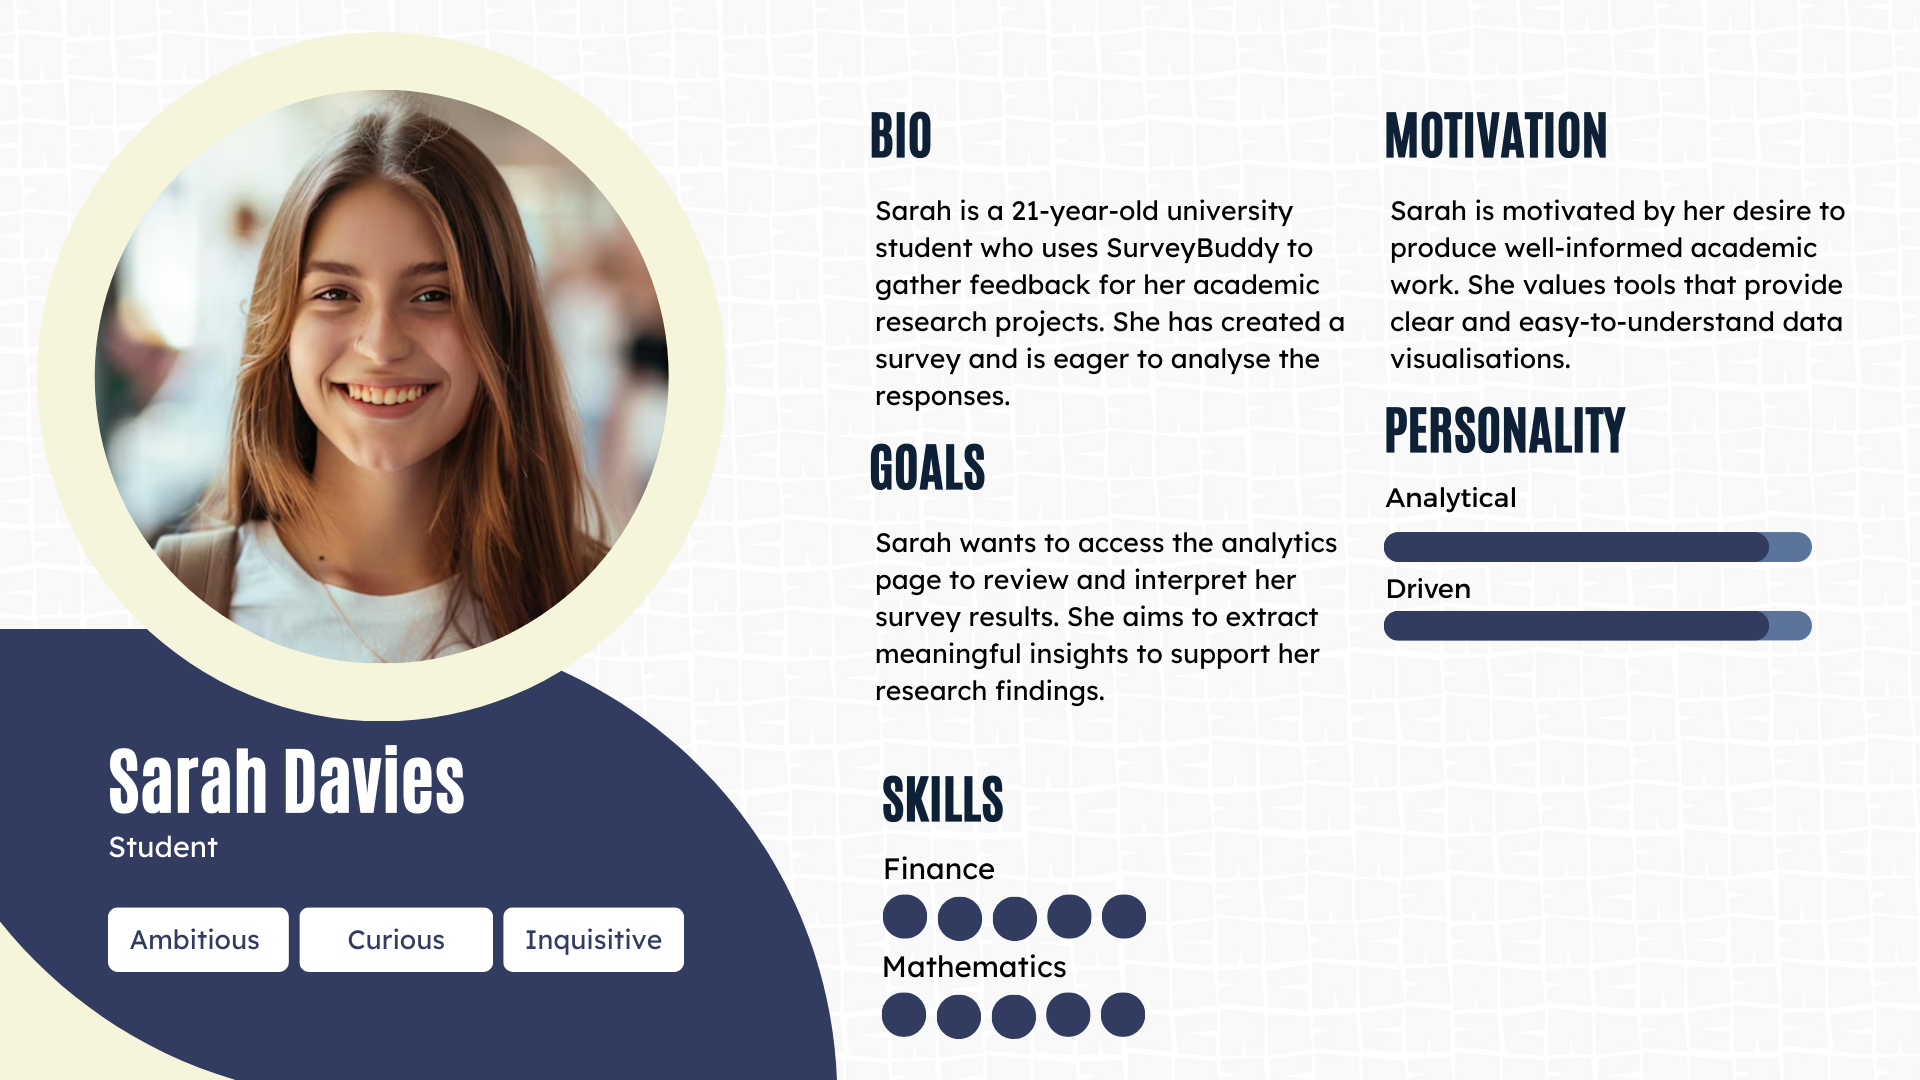 Sarah Davies
Student
Ambitious
Curious
Inquisitive
BIO
Sarah is a 21-year-old university
student who uses SurveyBuddy to
gather feedback for her academic
research projects. She has created a
survey and is eager to analyse the
responses.
GOALS
Sarah wants to access the analytics
page to review and interpret her
survey results. She aims to extract
meaningful insights to support her
research findings.
SKILLS
Finance
Mathematics
MOTIVATION
Sarah is motivated by her desire to
produce well-informed academic
work. She values tools that provide
clear and easy-to-understand data
visualisations.
PERSONALITY
Analytical
Driven